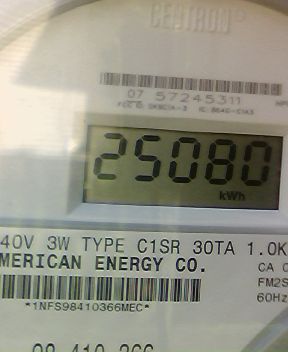 CENTRON®
07 57245311
25080
kWh
40V 3W TYPE C1SR 30TA 1.0K
MERICAN ENERGY CO.
CA 0
FM2S
60Hz
*1NFS98410366MEC*